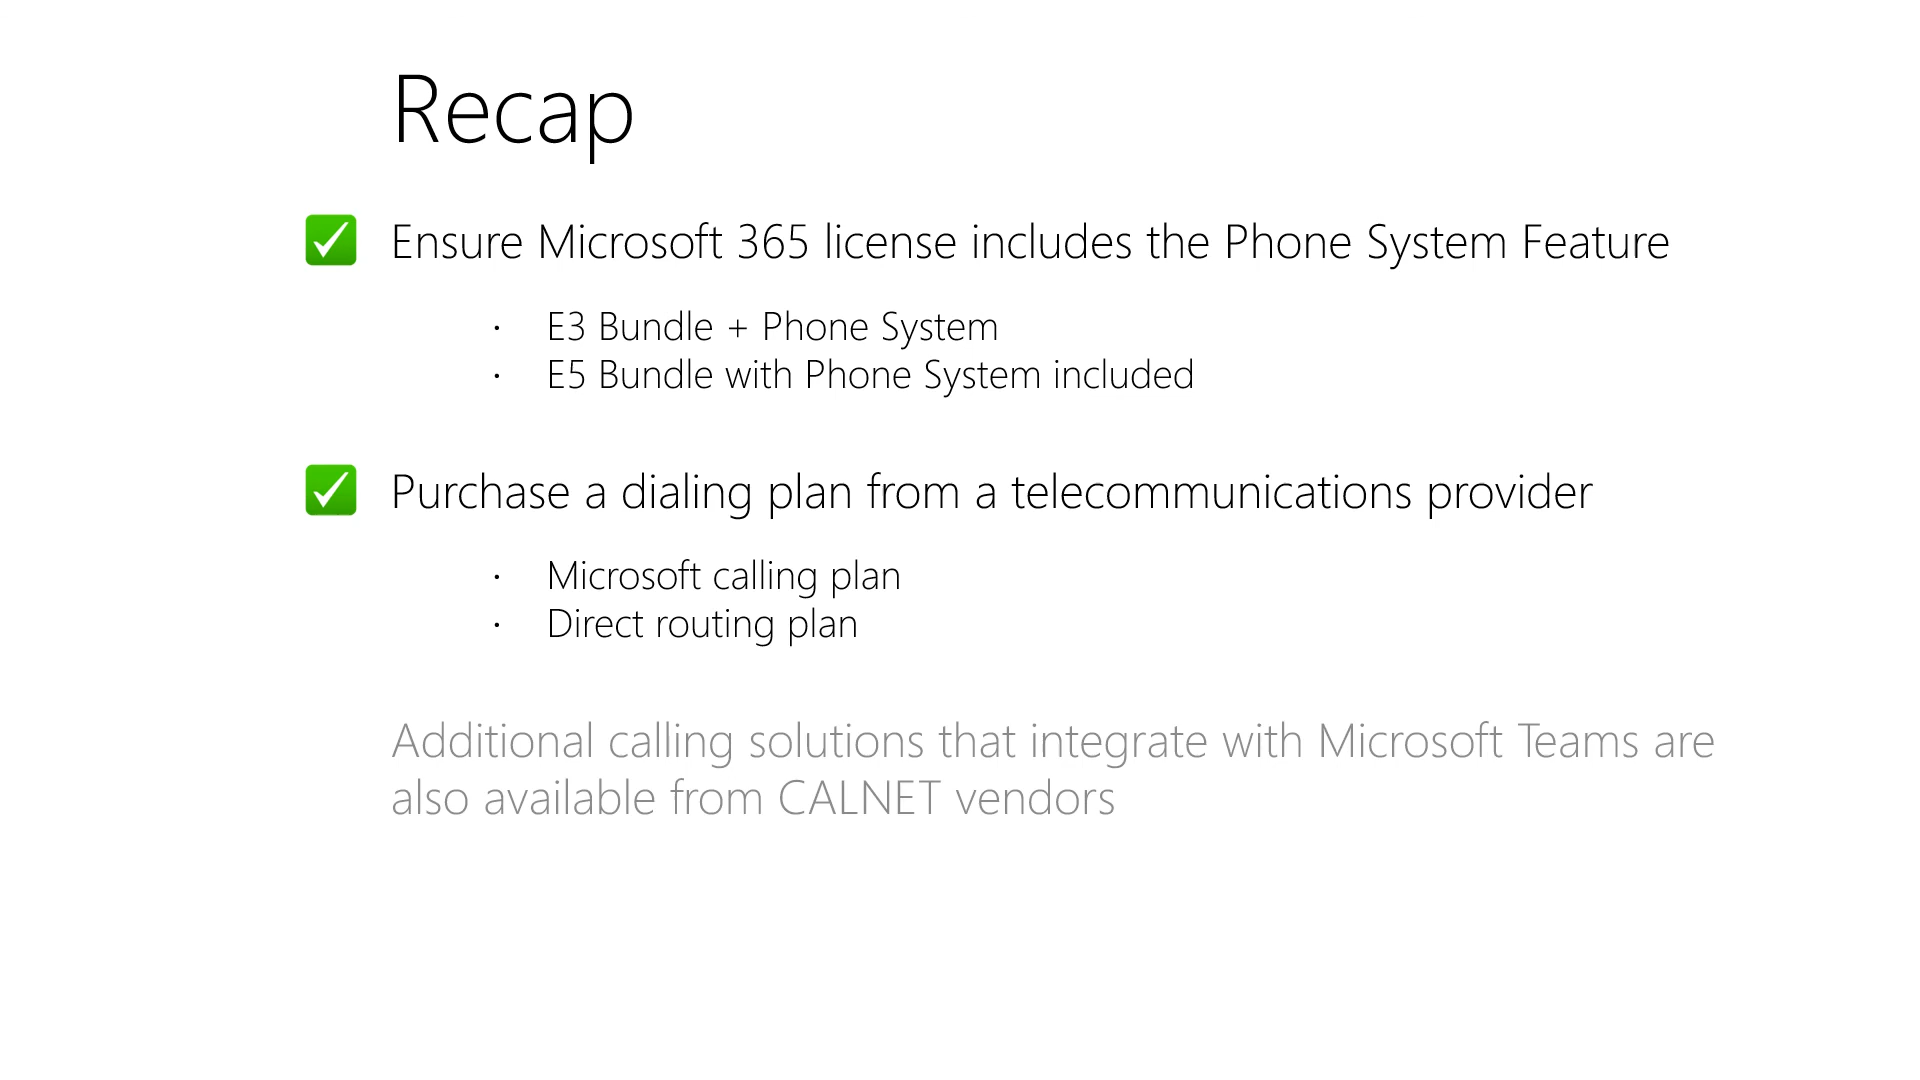 Recap
✅ Ensure Microsoft 365 license includes the Phone System Feature
· E3 Bundle + Phone System
· E5 Bundle with Phone System included
✅ Purchase a dialing plan from a telecommunications provider
· Microsoft calling plan
· Direct routing plan
Additional calling solutions that integrate with Microsoft Teams are
also available from CALNET vendors